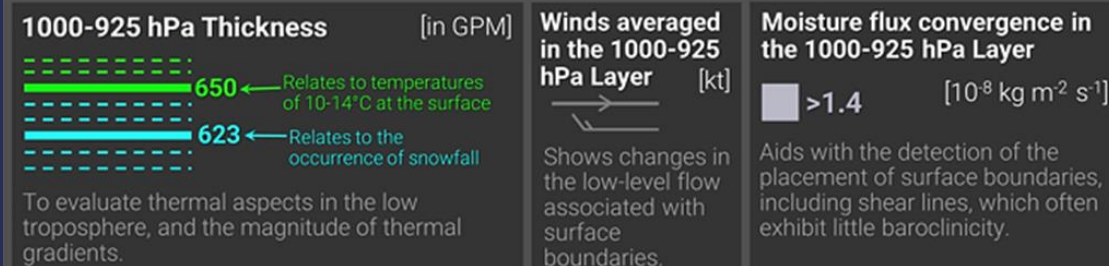 1000-925 hPa Thickness [in GPM]
650
Relates to temperatures
of 10-14°C at the surface
623
Relates to the
occurrence of snowfall
To evaluate thermal aspects in the low
troposphere, and the magnitude of thermal
gradients.
Winds averaged
in the 1000-925
hPa Layer [kt]
Shows changes in
the low-level flow
associated with
surface
boundaries.
Moisture flux convergence in
the 1000-925 hPa Layer
>1.4 [10⁻⁸ kg m⁻² s⁻¹]
Aids with the detection of the
placement of surface boundaries,
including shear lines, which often
exhibit little baroclinicity.